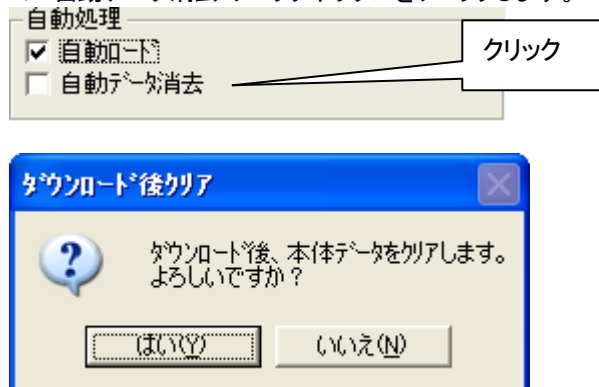 自動処理
自動ロード
クリック
自動ﾃﾞｰﾀ消去
ﾀﾞｳﾝﾛｰﾄﾞ後ｸﾘｱ
ﾀﾞｳﾝﾛｰﾄﾞ後、本体ﾃﾞｰﾀをｸﾘｱします。
よろしいですか？
はい(Y)
いいえ(N)